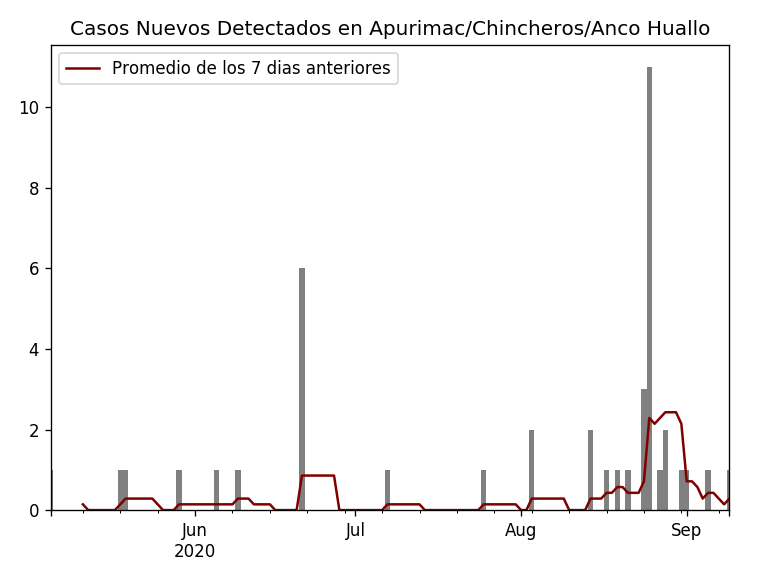 Casos Nuevos Detectados en Apurimac/Chincheros/Anco Huallo
Promedio de los 7 dias anteriores
10
8
6
4
2
0
Jun Jul Aug Sep
2020